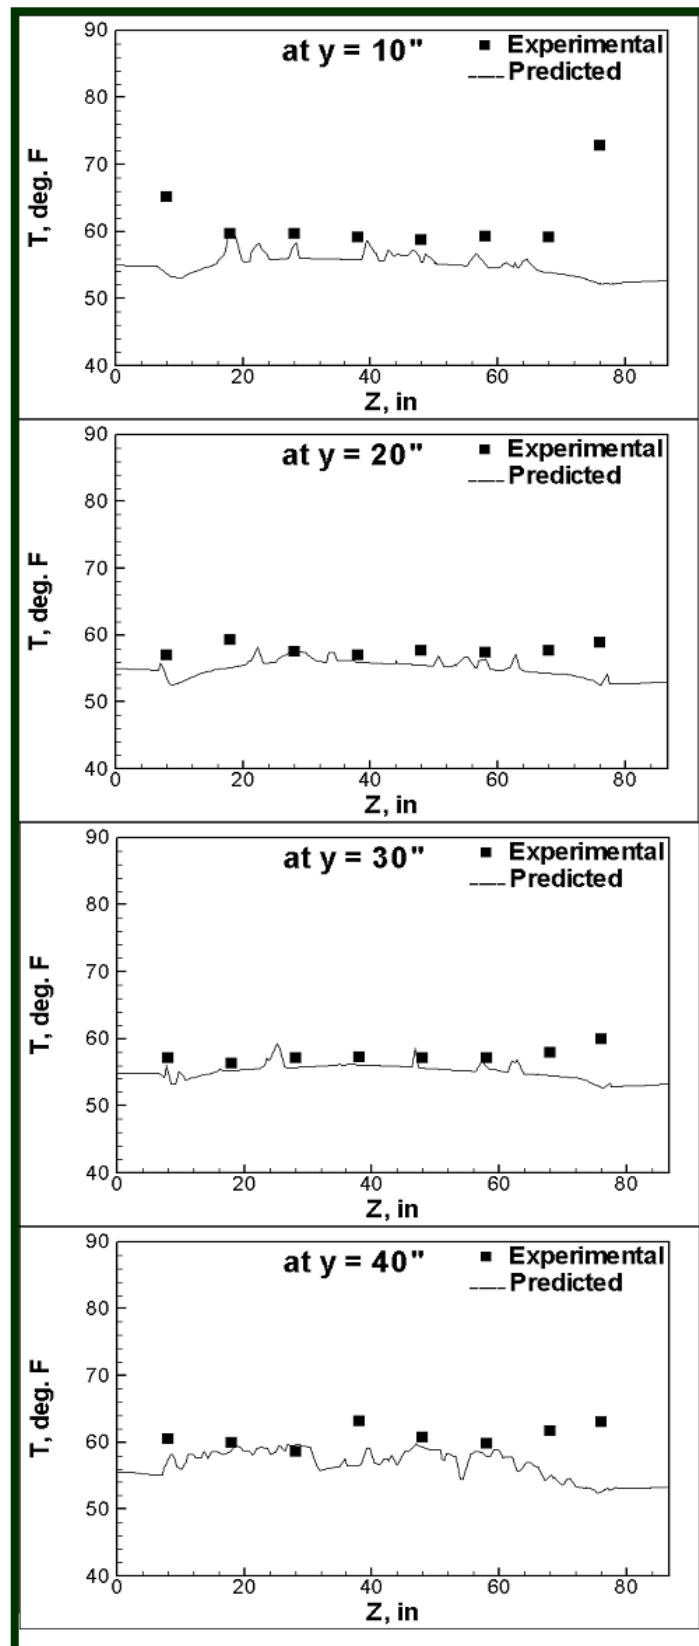 at y = 10"
Experimental
Predicted
90
80
70
60
50
40
T, deg. F
0 20 40 60 80
Z, in
at y = 20"
Experimental
Predicted
90
80
70
60
50
40
T, deg. F
0 20 40 60 80
Z, in
at y = 30"
Experimental
Predicted
90
80
70
60
50
40
T, deg. F
0 20 40 60 80
Z, in
at y = 40"
Experimental
Predicted
90
80
70
60
50
40
T, deg. F
0 20 40 60 80
Z, in